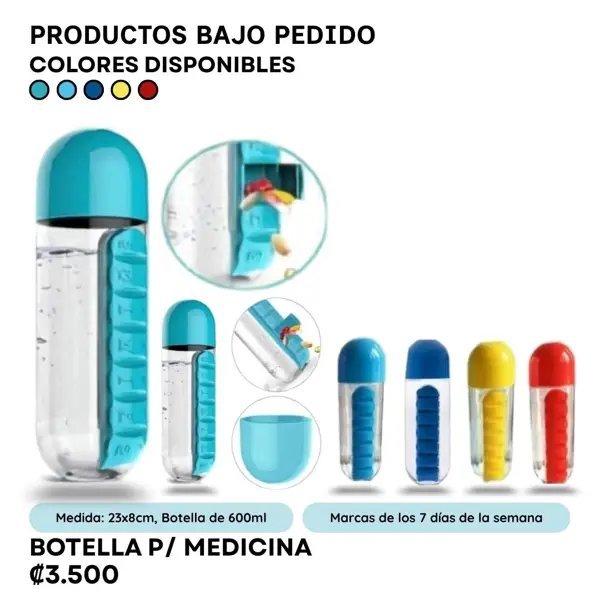 PRODUCTOS BAJO PEDIDO
COLORES DISPONIBLES
Medida: 23x8cm, Botella de 600ml
Marcas de los 7 días de la semana
BOTELLA P/ MEDICINA
₡3.500